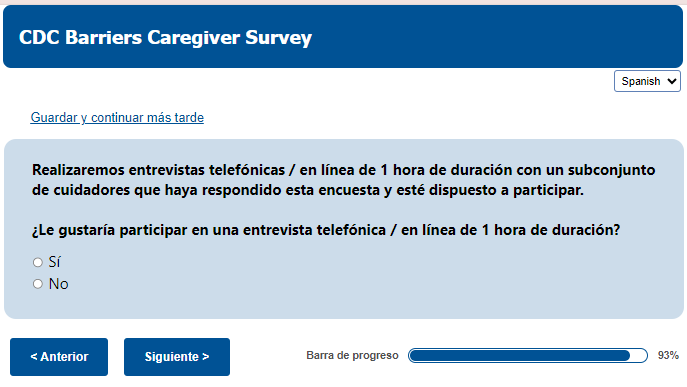 CDC Barriers Caregiver Survey
Spanish
Guardar y continuar más tarde
Realizaremos entrevistas telefónicas / en línea de 1 hora de duración con un subconjunto
de cuidadores que haya respondido esta encuesta y esté dispuesto a participar.
¿Le gustaría participar en una entrevista telefónica / en línea de 1 hora de duración?
Sí
No
< Anterior
Siguiente >
Barra de progreso
93%